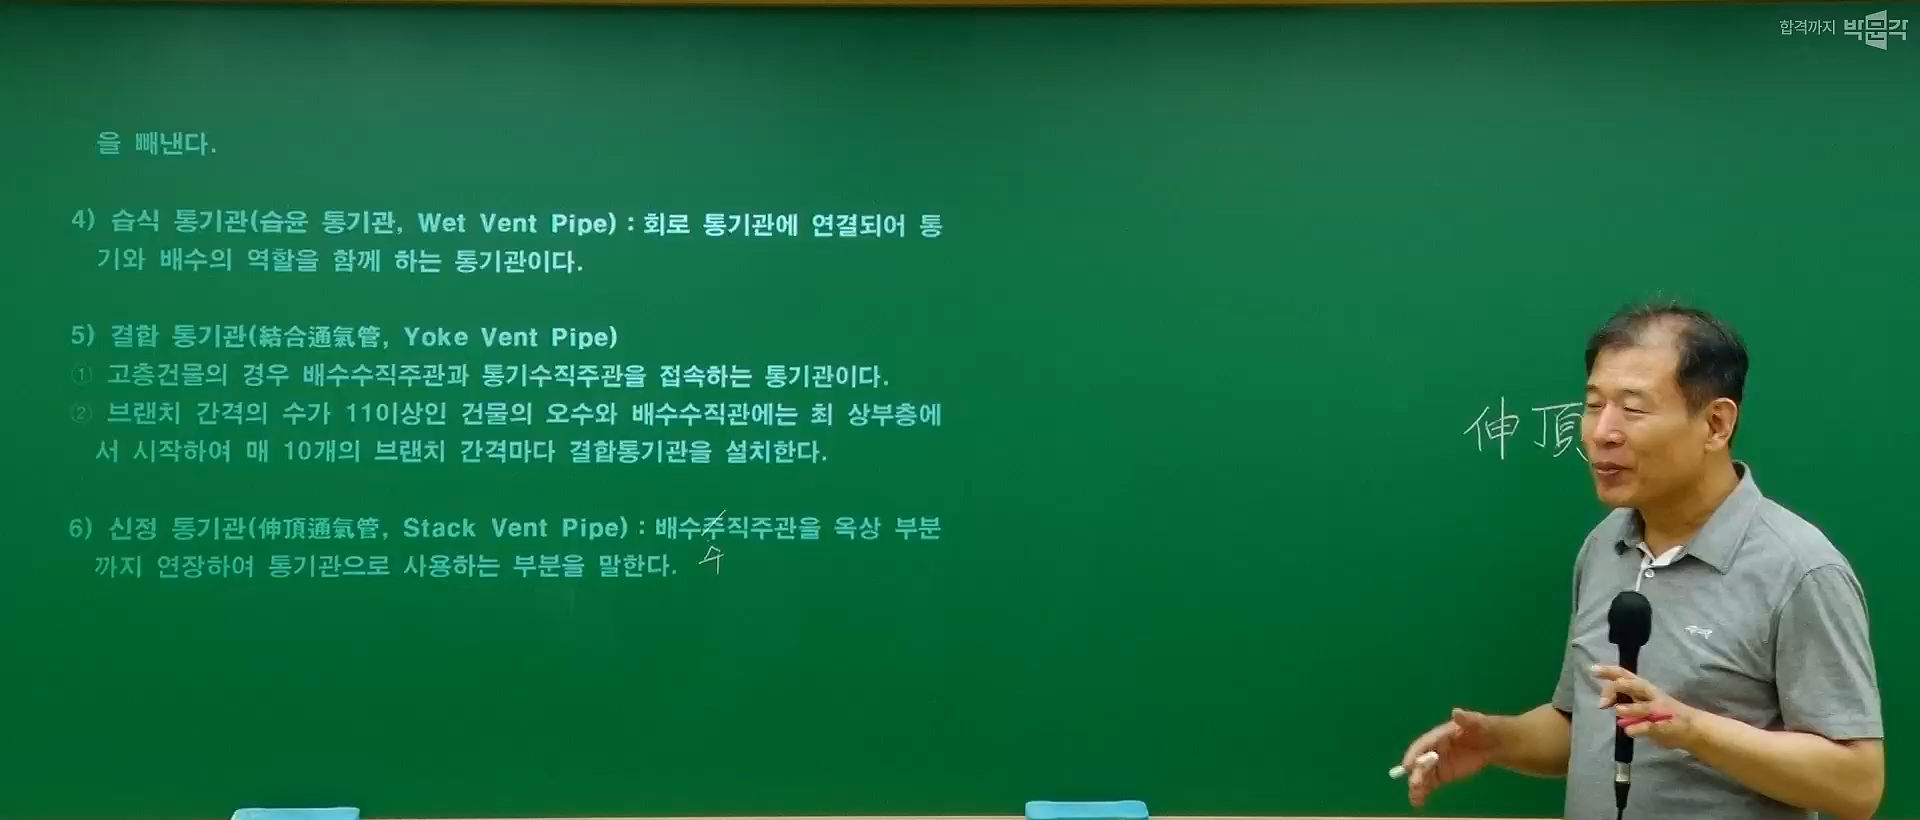 합격까지 박문각
을 빼낸다.
4) 습식 통기관(습윤 통기관, Wet Vent Pipe) : 회로 통기관에 연결되어 통
기와 배수의 역할을 함께 하는 통기관이다.
5) 결합 통기관(結合通氣管, Yoke Vent Pipe)
① 고층건물의 경우 배수수직주관과 통기수직주관을 접속하는 통기관이다.
② 브랜치 간격의 수가 11이상인 건물의 오수와 배수수직관에는 최 상부층에
서 시작하여 매 10개의 브랜치 간격마다 결합통기관을 설치한다.
6) 신정 통기관(伸頂通氣管, Stack Vent Pipe) : 배수주직주관을 옥상 부분
수
까지 연장하여 통기관으로 사용하는 부분을 말한다.
伸頂